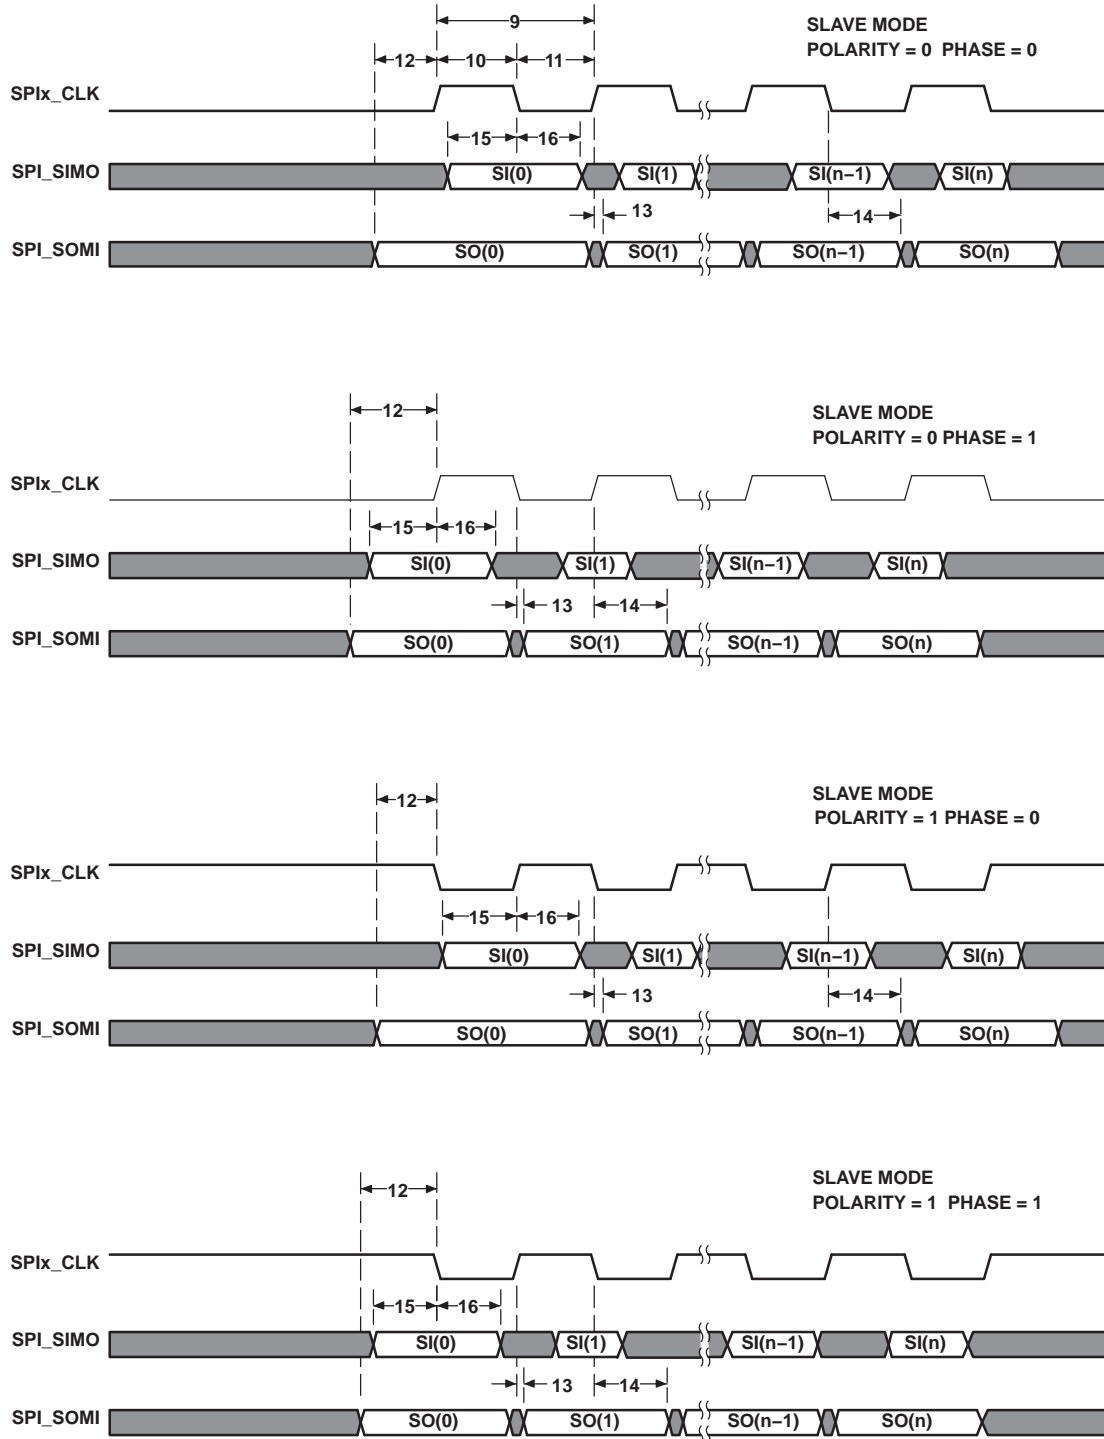 9
SLAVE MODE
POLARITY = 0 PHASE = 0
12 10 11
SPIx_CLK
15 16
SPI_SIMO SI(0) SI(1) SI(n−1) SI(n)
13 14
SPI_SOMI SO(0) SO(1) SO(n−1) SO(n)
12
SLAVE MODE
POLARITY = 0 PHASE = 1
SPIx_CLK
15 16
SPI_SIMO SI(0) SI(1) SI(n−1) SI(n)
13 14
SPI_SOMI SO(0) SO(1) SO(n−1) SO(n)
12
SLAVE MODE
POLARITY = 1 PHASE = 0
SPIx_CLK
15 16
SPI_SIMO SI(0) SI(1) SI(n−1) SI(n)
13 14
SPI_SOMI SO(0) SO(1) SO(n−1) SO(n)
12
SLAVE MODE
POLARITY = 1 PHASE = 1
SPIx_CLK
15 16
SPI_SIMO SI(0) SI(1) SI(n−1) SI(n)
13 14
SPI_SOMI SO(0) SO(1) SO(n−1) SO(n)